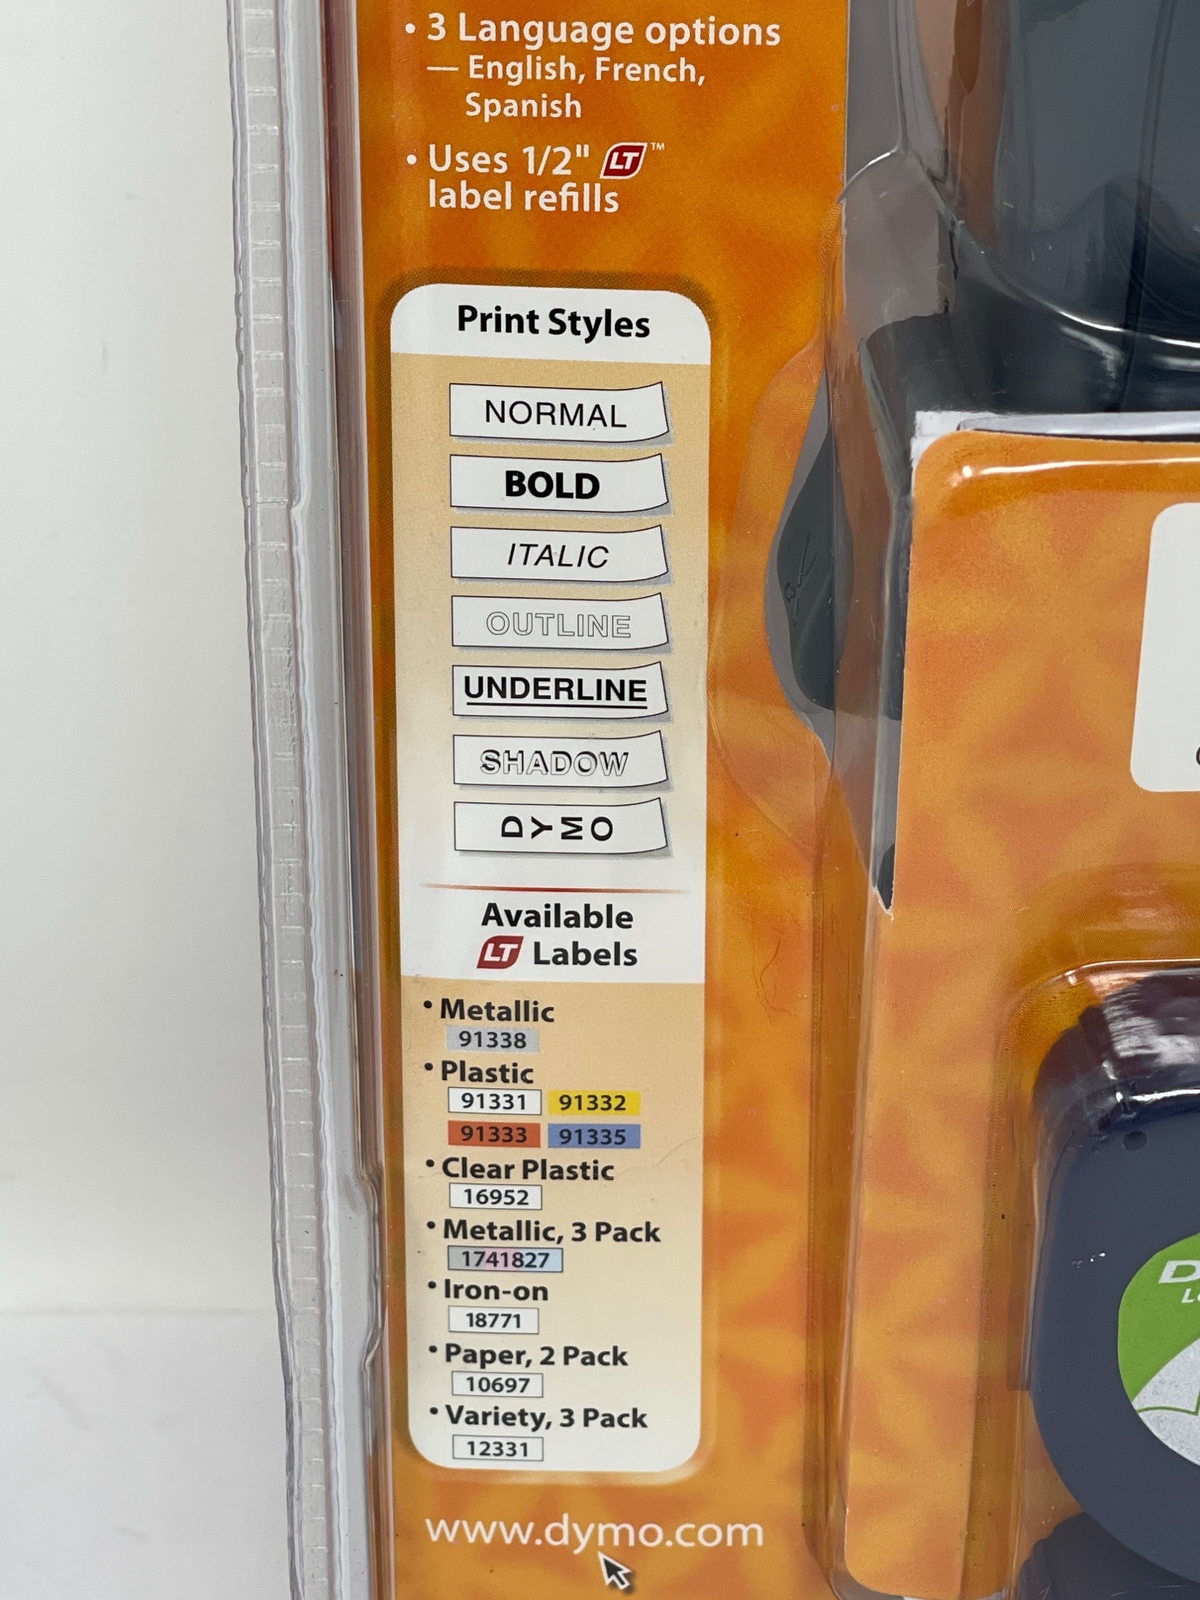 • 3 Language options
— English, French,
Spanish
• Uses 1/2" LT™
label refills
Print Styles
NORMAL
BOLD
ITALIC
OUTLINE
UNDERLINE
SHADOW
DYMO
Available
LT Labels
• Metallic
91338
• Plastic
91331 91332
91333 91335
• Clear Plastic
16952
• Metallic, 3 Pack
1741827
• Iron-on
18771
• Paper, 2 Pack
10697
• Variety, 3 Pack
12331
www.dymo.com